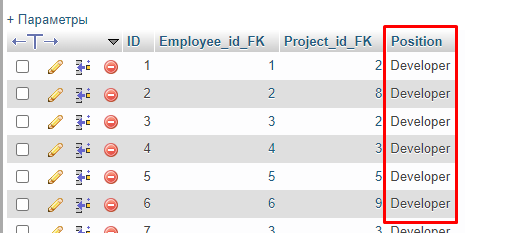 + Параметры
ID Employee_id_FK Project_id_FK Position
1 1 2 Developer
2 2 8 Developer
3 3 2 Developer
4 4 3 Developer
5 5 5 Developer
6 6 9 Developer
7 3 3 Developer